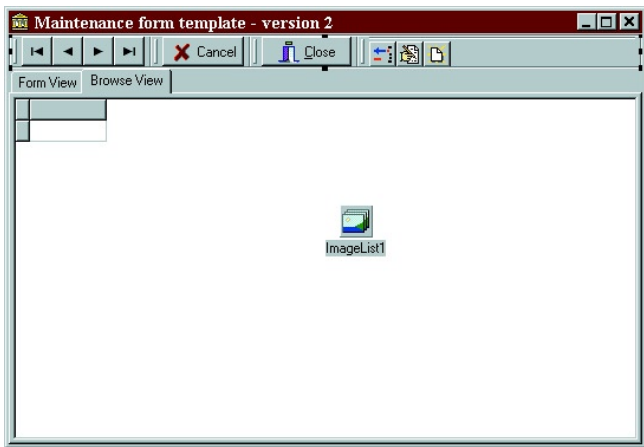 Maintenance form template - version 2
Cancel Close
Form View Browse View
ImageList1